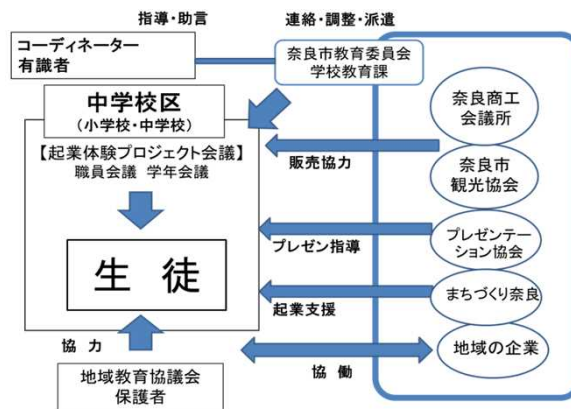 指導・助言
連絡・調整・派遣
コーディネーター
有識者
奈良市教育委員会
学校教育課
中学校区
（小学校・中学校）
【起業体験プロジェクト会議】
職員会議 学年会議
生 徒
奈良商工
会議所
販売協力
奈良市
観光協会
プレゼン指導
プレゼンテー
ション協会
起業支援
まちづくり奈良
協 力
協 働
地域の企業
地域教育協議会
保護者